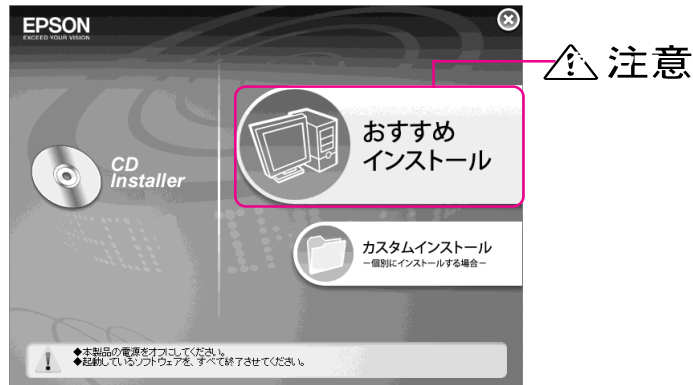 EPSON
EXCEED YOUR VISION
注意
おすすめ
インストール
CD
Installer
カスタムインストール
－個別にインストールする場合－
◆本製品の電源をオフにしてください。
◆起動しているソフトウェアを、すべて終了させてください。